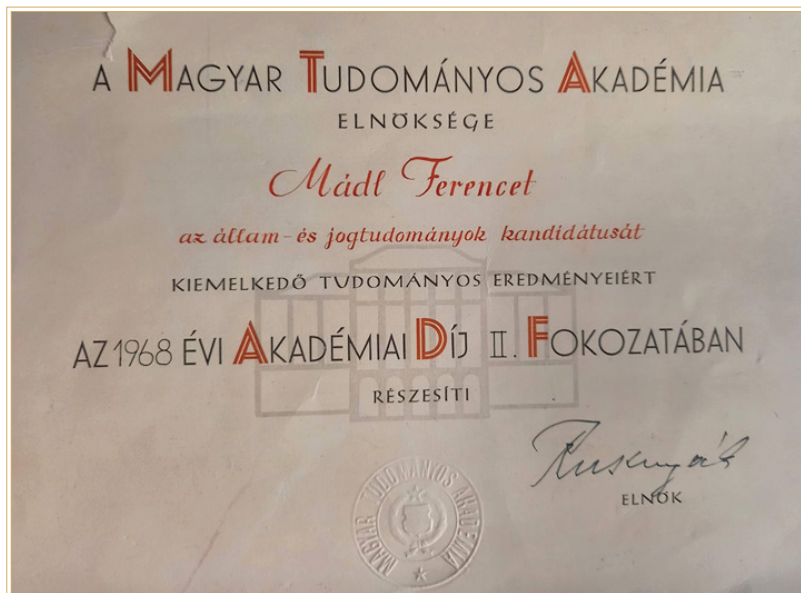 A MAGYAR TUDOMÁNYOS AKADÉMIA
ELNÖKSÉGE
Mádl Ferencet
az állam- és jogtudományok kandidátusát
KIEMELKEDŐ TUDOMÁNYOS EREDMÉNYEIÉRT
AZ 1968 ÉVI AKADÉMIAI DÍJ II. FOKOZATÁBAN
RÉSZESÍTI
Rusznyák
ELNÖK
MAGYAR TUDOMÁNYOS AKADÉMIA